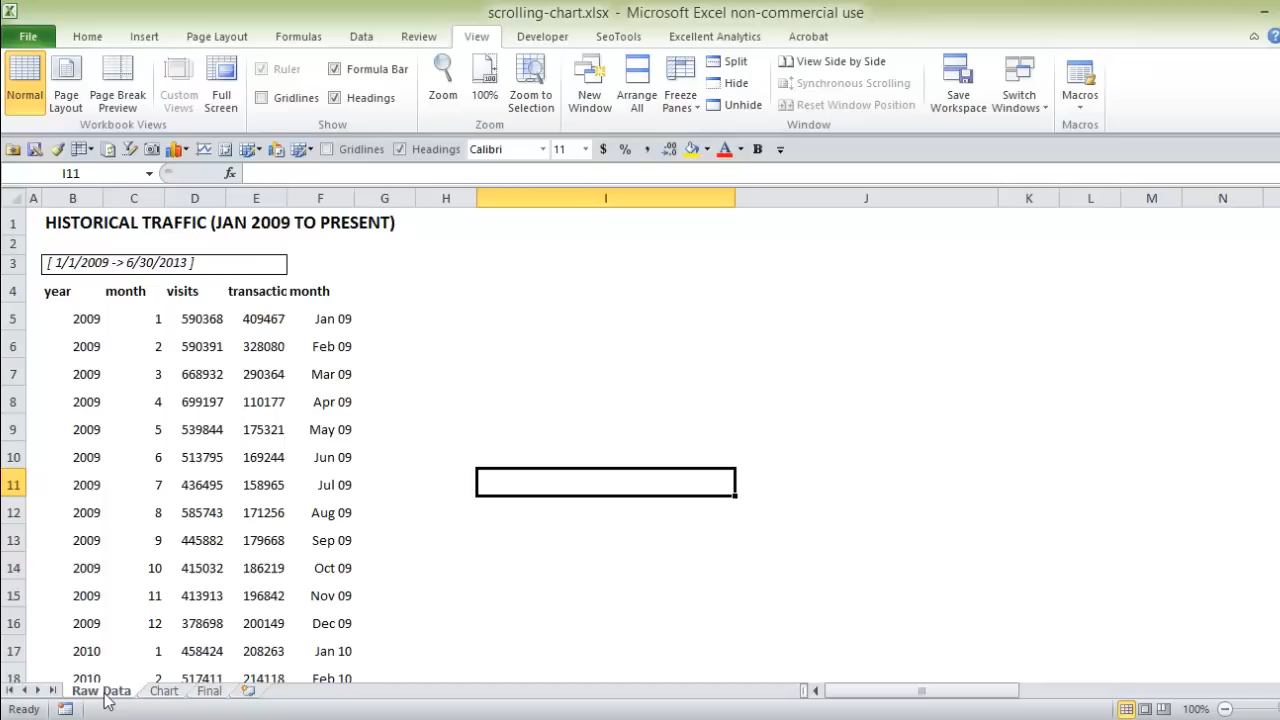 scrolling-chart.xlsx - Microsoft Excel non-commercial use
File Home Insert Page Layout Formulas Data Review View Developer SEOTools Excellent Analytics Acrobat
Normal Page Layout Page Break Preview Custom Views Full Screen
Ruler Formula Bar
Gridlines Headings
Zoom 100% Zoom to Selection
New Window Arrange All Freeze Panes
Split
Hide
Unhide
View Side by Side
Synchronous Scrolling
Reset Window Position
Save Workspace Switch Windows Macros
Workbook Views Show Zoom Window Macros
Gridlines Headings Calibri 11 $ % , .00 A B
I11 fx
A B C D E F G H I J K L M N
1 HISTORICAL TRAFFIC (JAN 2009 TO PRESENT)
2
3 [ 1/1/2009 -> 6/30/2013 ]
4 year month visits transactic month
5 2009 1 590368 409467 Jan 09
6 2009 2 590391 328080 Feb 09
7 2009 3 668932 290364 Mar 09
8 2009 4 699197 110177 Apr 09
9 2009 5 539844 175321 May 09
10 2009 6 513795 169244 Jun 09
11 2009 7 436495 158965 Jul 09
12 2009 8 585743 171256 Aug 09
13 2009 9 445882 179668 Sep 09
14 2009 10 415032 186219 Oct 09
15 2009 11 413913 196842 Nov 09
16 2009 12 378698 200149 Dec 09
17 2010 1 458424 208263 Jan 10
18 2010 2 517411 214118 Feb 10
Raw Data Chart Final
Ready 100%